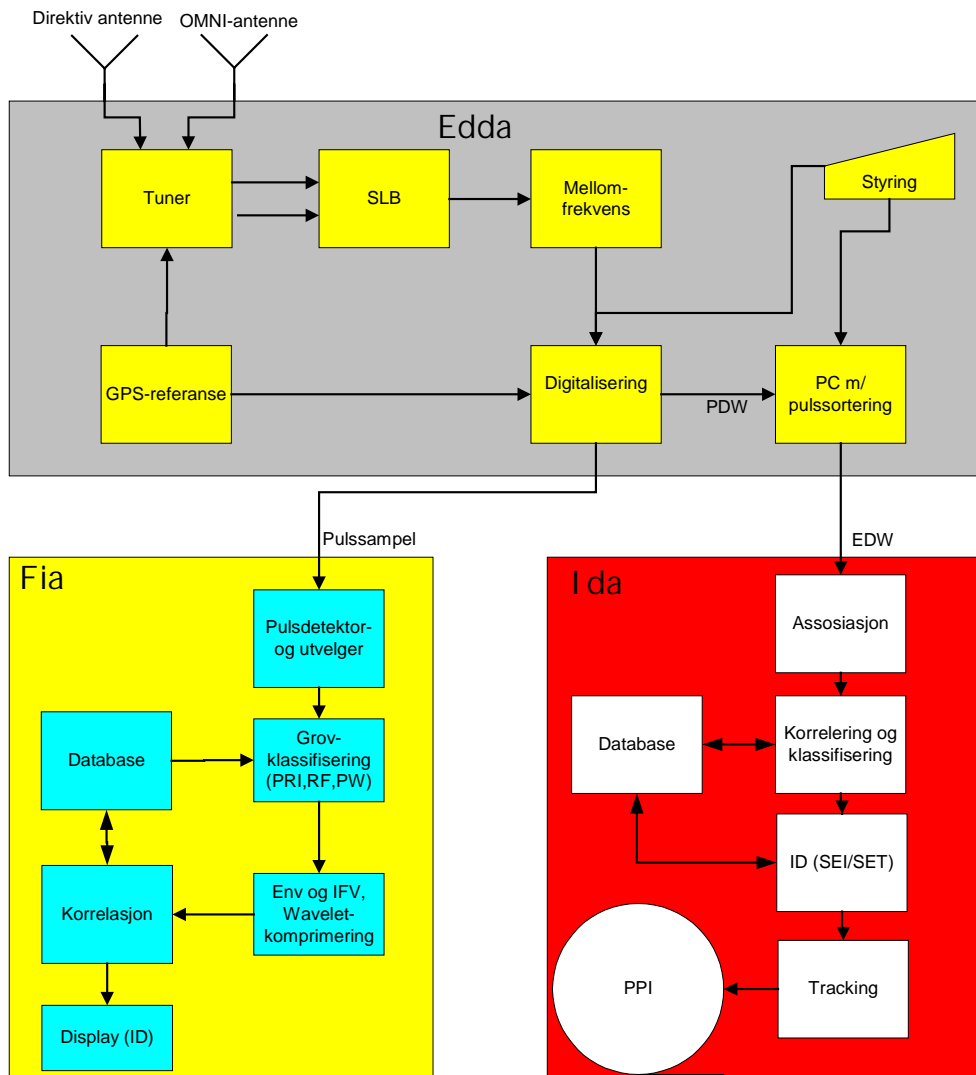 Direktiv antenne
OMNI-antenne
Edda
Tuner
SLB
Mellom-
frekvens
Styring
GPS-referanse
Digitalisering
PDW
PC m/
pulssortering
Pulssampel
EDW
Fia
Pulsdetektor-
og utvelger
Grov-
klassifisering
(PRI,RF,PW)
Database
Korrelasjon
Env og IFV,
Wavelet-
komprimering
Display (ID)
Ida
Assosiasjon
Korrelering og
klassifisering
Database
ID (SEI/SET)
Tracking
PPI